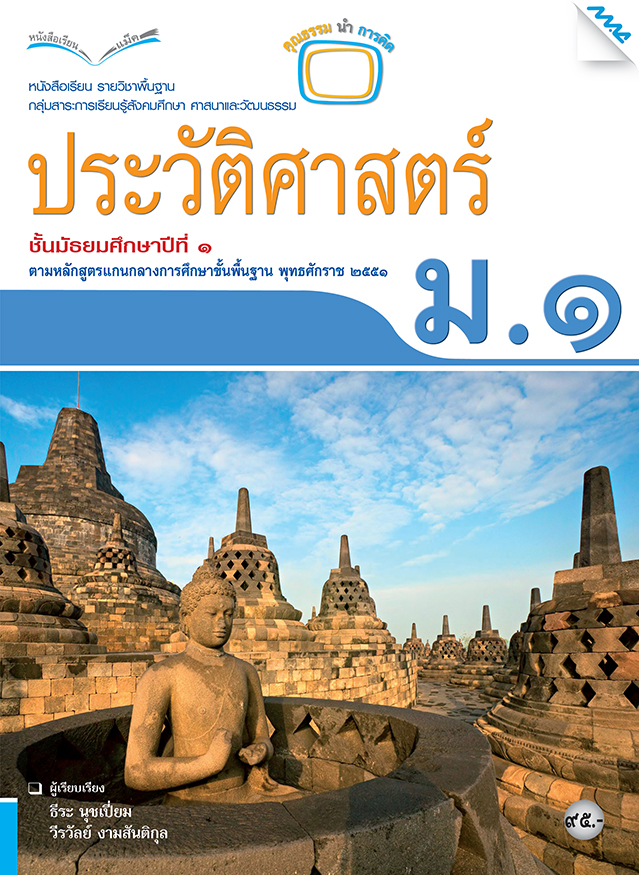 หนังสือเรียน แม็ค
คุณธรรม นำ การคิด
แม็ค
หนังสือเรียน รายวิชาพื้นฐาน
กลุ่มสาระการเรียนรู้สังคมศึกษา ศาสนาและวัฒนธรรม
ประวัติศาสตร์
ชั้นมัธยมศึกษาปีที่ ๑
ตามหลักสูตรแกนกลางการศึกษาขั้นพื้นฐาน พุทธศักราช ๒๕๕๑
ม.๑
ผู้เรียบเรียง
ธีระ นุชเปี่ยม
วีรวัลย์ งามสันติกุล
๙๕.-